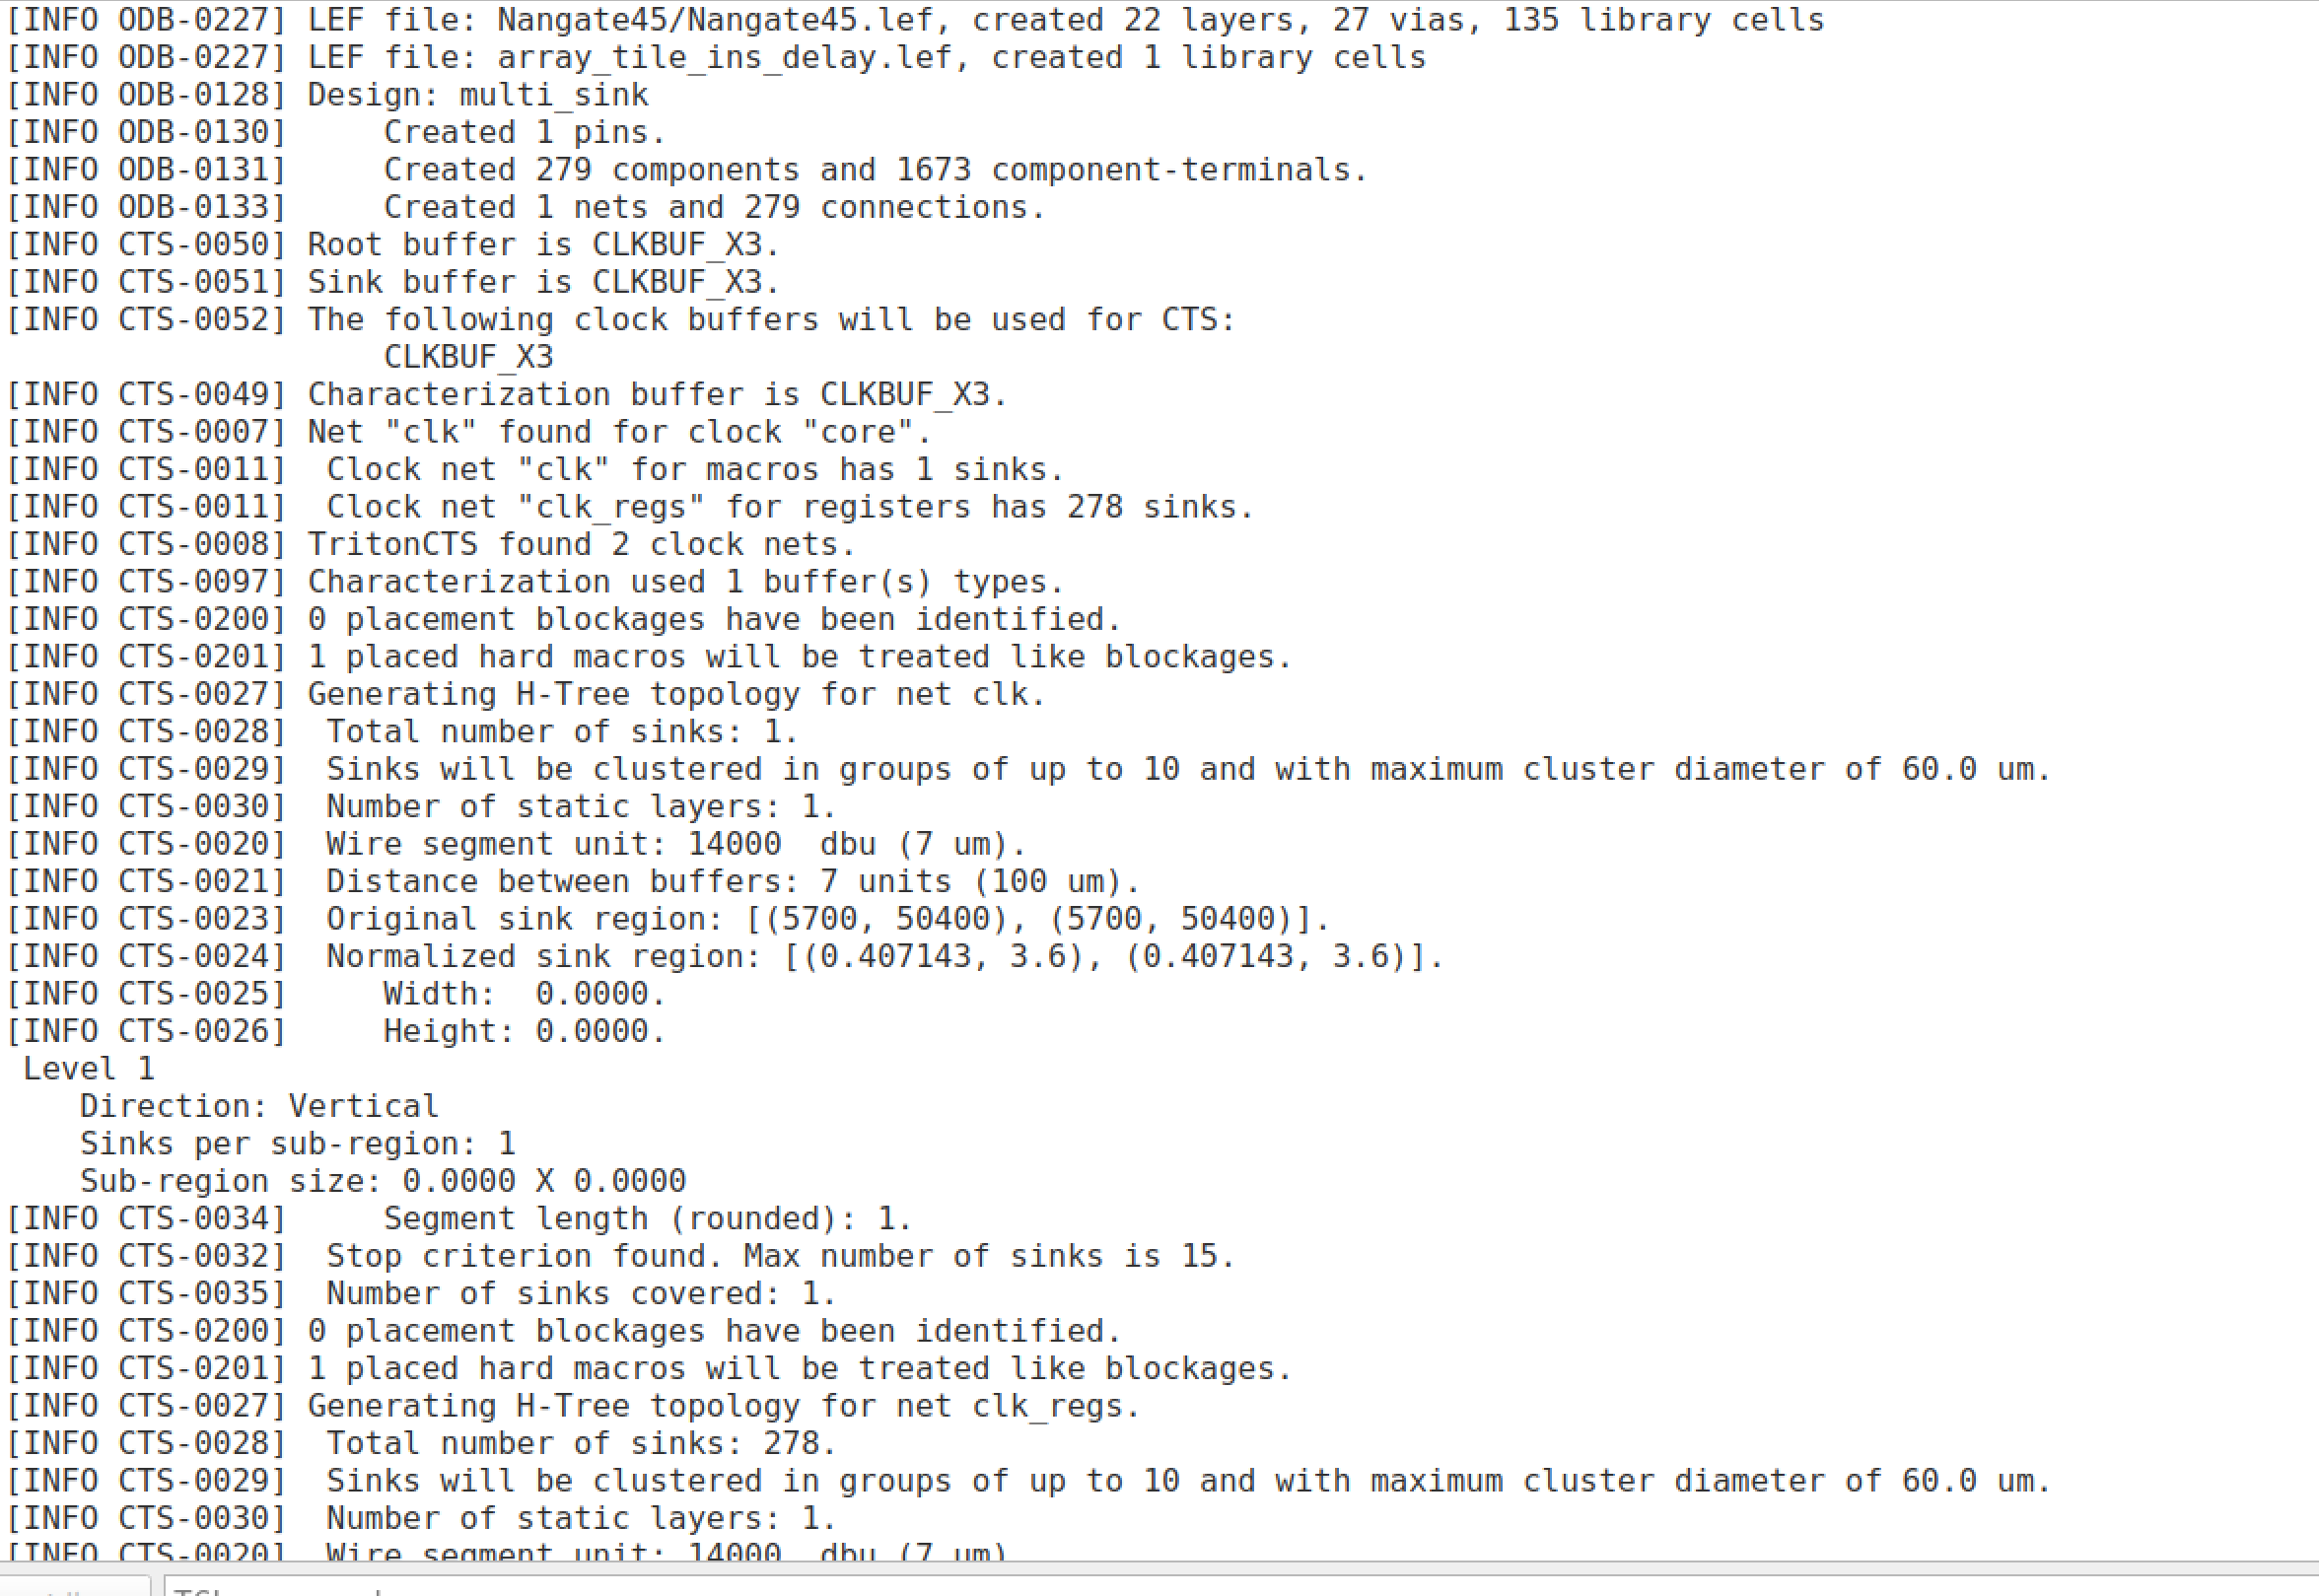 [INFO ODB-0227] LEF file: Nangate45/Nangate45.lef, created 22 layers, 27 vias, 135 library cells
[INFO ODB-0227] LEF file: array_tile_ins_delay.lef, created 1 library cells
[INFO ODB-0128] Design: multi_sink
[INFO ODB-0130]     Created 1 pins.
[INFO ODB-0131]     Created 279 components and 1673 component-terminals.
[INFO ODB-0133]     Created 1 nets and 279 connections.
[INFO CTS-0050] Root buffer is CLKBUF_X3.
[INFO CTS-0051] Sink buffer is CLKBUF_X3.
[INFO CTS-0052] The following clock buffers will be used for CTS:
                    CLKBUF_X3
[INFO CTS-0049] Characterization buffer is CLKBUF_X3.
[INFO CTS-0007] Net "clk" found for clock "core".
[INFO CTS-0011]  Clock net "clk" for macros has 1 sinks.
[INFO CTS-0011]  Clock net "clk_regs" for registers has 278 sinks.
[INFO CTS-0008] TritonCTS found 2 clock nets.
[INFO CTS-0097] Characterization used 1 buffer(s) types.
[INFO CTS-0200] 0 placement blockages have been identified.
[INFO CTS-0201] 1 placed hard macros will be treated like blockages.
[INFO CTS-0027] Generating H-Tree topology for net clk.
[INFO CTS-0028]  Total number of sinks: 1.
[INFO CTS-0029]  Sinks will be clustered in groups of up to 10 and with maximum cluster diameter of 60.0 um.
[INFO CTS-0030]  Number of static layers: 1.
[INFO CTS-0020]  Wire segment unit: 14000  dbu (7 um).
[INFO CTS-0021]  Distance between buffers: 7 units (100 um).
[INFO CTS-0023]  Original sink region: [(5700, 50400), (5700, 50400)].
[INFO CTS-0024]  Normalized sink region: [(0.407143, 3.6), (0.407143, 3.6)].
[INFO CTS-0025]     Width:  0.0000.
[INFO CTS-0026]     Height: 0.0000.
 Level 1
    Direction: Vertical
    Sinks per sub-region: 1
    Sub-region size: 0.0000 X 0.0000
[INFO CTS-0034]     Segment length (rounded): 1.
[INFO CTS-0032]  Stop criterion found. Max number of sinks is 15.
[INFO CTS-0035]  Number of sinks covered: 1.
[INFO CTS-0200] 0 placement blockages have been identified.
[INFO CTS-0201] 1 placed hard macros will be treated like blockages.
[INFO CTS-0027] Generating H-Tree topology for net clk_regs.
[INFO CTS-0028]  Total number of sinks: 278.
[INFO CTS-0029]  Sinks will be clustered in groups of up to 10 and with maximum cluster diameter of 60.0 um.
[INFO CTS-0030]  Number of static layers: 1.
[INFO CTS-0020]  Wire segment unit: 14000  dbu (7 um)